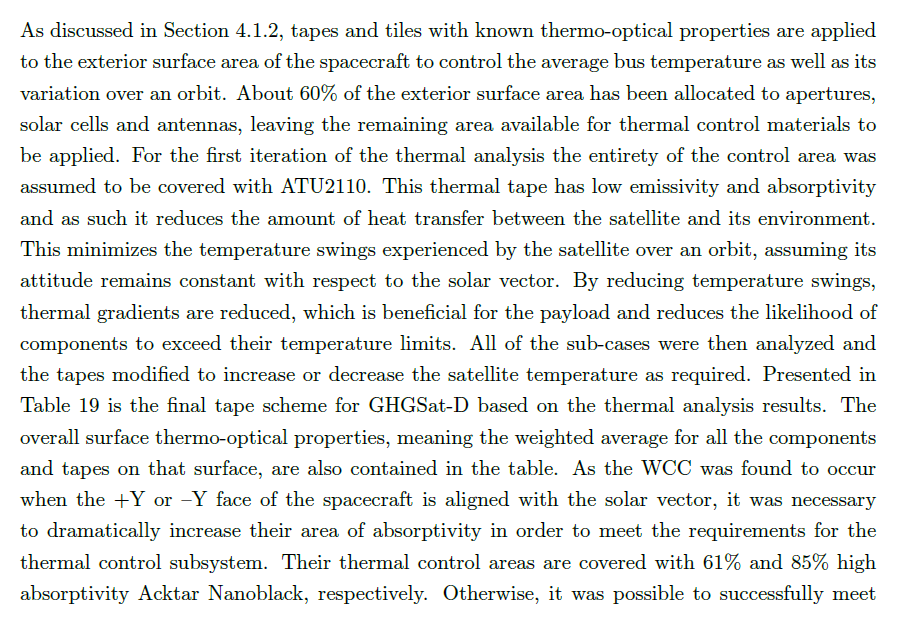 As discussed in Section 4.1.2, tapes and tiles with known thermo-optical properties are applied
to the exterior surface area of the spacecraft to control the average bus temperature as well as its
variation over an orbit. About 60% of the exterior surface area has been allocated to apertures,
solar cells and antennas, leaving the remaining area available for thermal control materials to
be applied. For the first iteration of the thermal analysis the entirety of the control area was
assumed to be covered with ATU2110. This thermal tape has low emissivity and absorptivity
and as such it reduces the amount of heat transfer between the satellite and its environment.
This minimizes the temperature swings experienced by the satellite over an orbit, assuming its
attitude remains constant with respect to the solar vector. By reducing temperature swings,
thermal gradients are reduced, which is beneficial for the payload and reduces the likelihood of
components to exceed their temperature limits. All of the sub-cases were then analyzed and
the tapes modified to increase or decrease the satellite temperature as required. Presented in
Table 19 is the final tape scheme for GHGSat-D based on the thermal analysis results. The
overall surface thermo-optical properties, meaning the weighted average for all the components
and tapes on that surface, are also contained in the table. As the WCC was found to occur
when the +Y or –Y face of the spacecraft is aligned with the solar vector, it was necessary
to dramatically increase their area of absorptivity in order to meet the requirements for the
thermal control subsystem. Their thermal control areas are covered with 61% and 85% high
absorptivity Acktar Nanoblack, respectively. Otherwise, it was possible to successfully meet